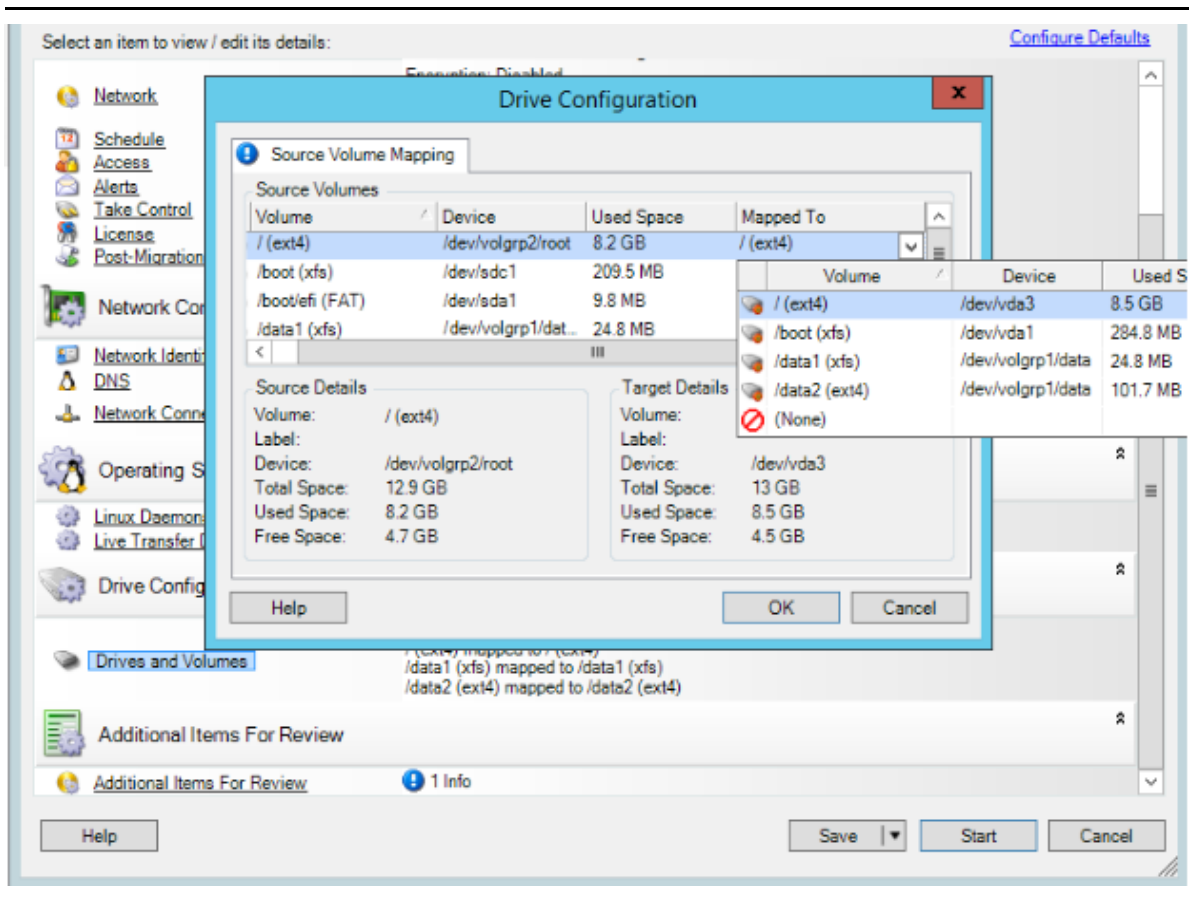 Select an item to view / edit its details:
Configure Defaults
Network
Schedule
Access
Alerts
Take Control
License
Post-Migration
Network Cor
Network Identi
DNS
Network Conne
Operating S
Linux Daemon
Live Transfer D
Drive Config
Drives and Volumes
Encryption: Disabled
/ (ext4) mapped to / (ext4)
/data1 (xfs) mapped to /data1 (xfs)
/data2 (ext4) mapped to /data2 (ext4)
Additional Items For Review
Additional Items For Review 1 Info
Help Save Start Cancel
Drive Configuration
x
Source Volume Mapping
Source Volumes
Volume Device Used Space Mapped To
/ (ext4) /dev/volgrp2/root 8.2 GB / (ext4)
/boot (xfs) /dev/sdc1 209.5 MB
/boot/efi (FAT) /dev/sda1 9.8 MB
/data1 (xfs) /dev/volgrp1/dat... 24.8 MB
Volume Device Used S
/ (ext4) /dev/vda3 8.5 GB
/boot (xfs) /dev/vda1 284.8 MB
/data1 (xfs) /dev/volgrp1/data 24.8 MB
/data2 (ext4) /dev/volgrp1/data 101.7 MB
(None)
Source Details
Volume: / (ext4)
Label:
Device: /dev/volgrp2/root
Total Space: 12.9 GB
Used Space: 8.2 GB
Free Space: 4.7 GB
Target Details
Volume:
Label:
Device: /dev/vda3
Total Space: 13 GB
Used Space: 8.5 GB
Free Space: 4.5 GB
Help OK Cancel